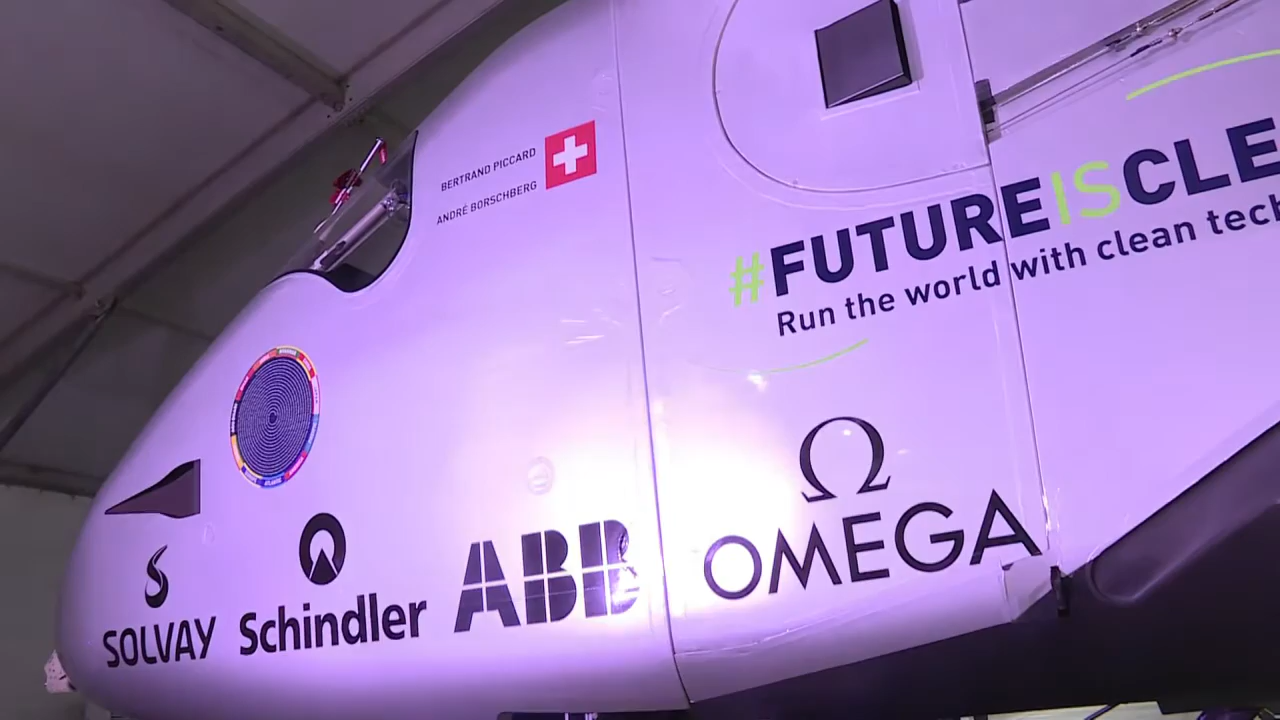 BERTRAND PICCARD
ANDRÉ BORSCHBERG
#FUTUREISCLE
Run the world with clean tech
Ω
OMEGA
ABB
Schindler
SOLVAY